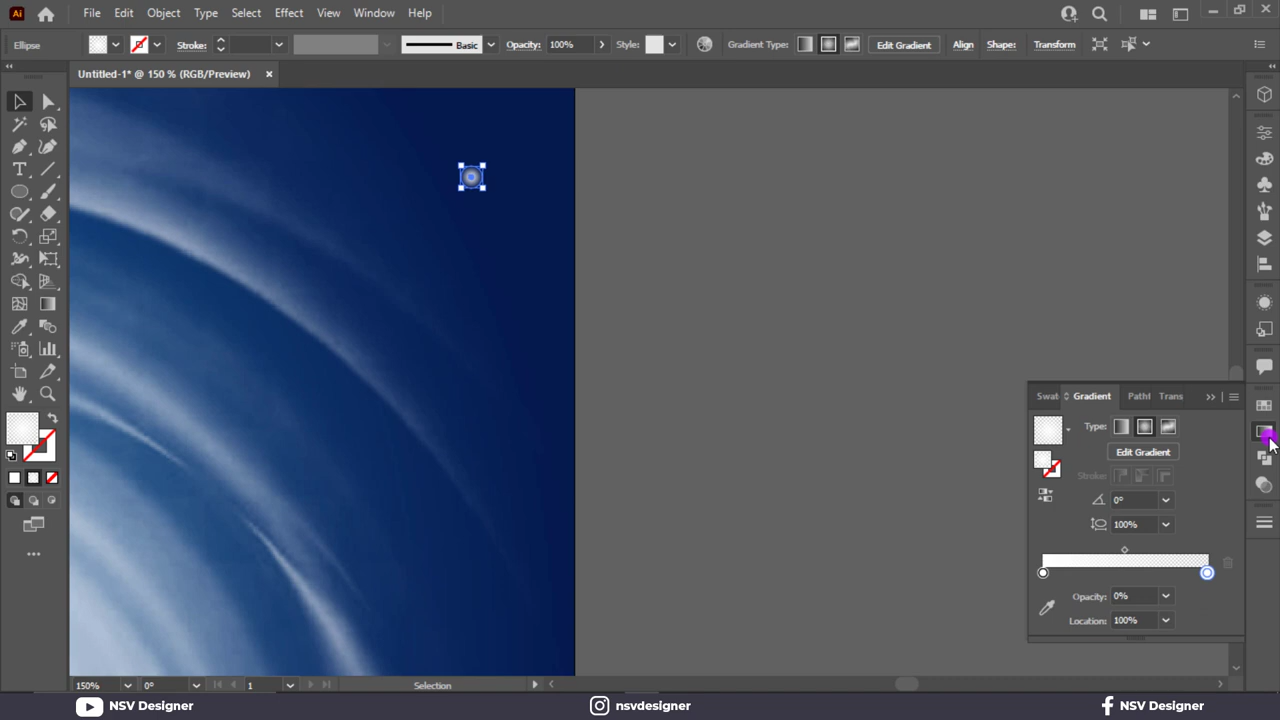 Ai File Edit Object Type Select Effect View Window Help
Ellipse Stroke: Basic Opacity: 100% Style: Gradient Type: Edit Gradient Align Shape: Transform
Untitled-1* @ 150 % (RGB/Preview) ×
T
Swat Gradient Pathf Trans
Type:
Edit Gradient
Stroke:
0°
100%
Opacity: 0%
Location: 100%
150% 0° 1 Selection
NSV Designer nsvdesigner NSV Designer